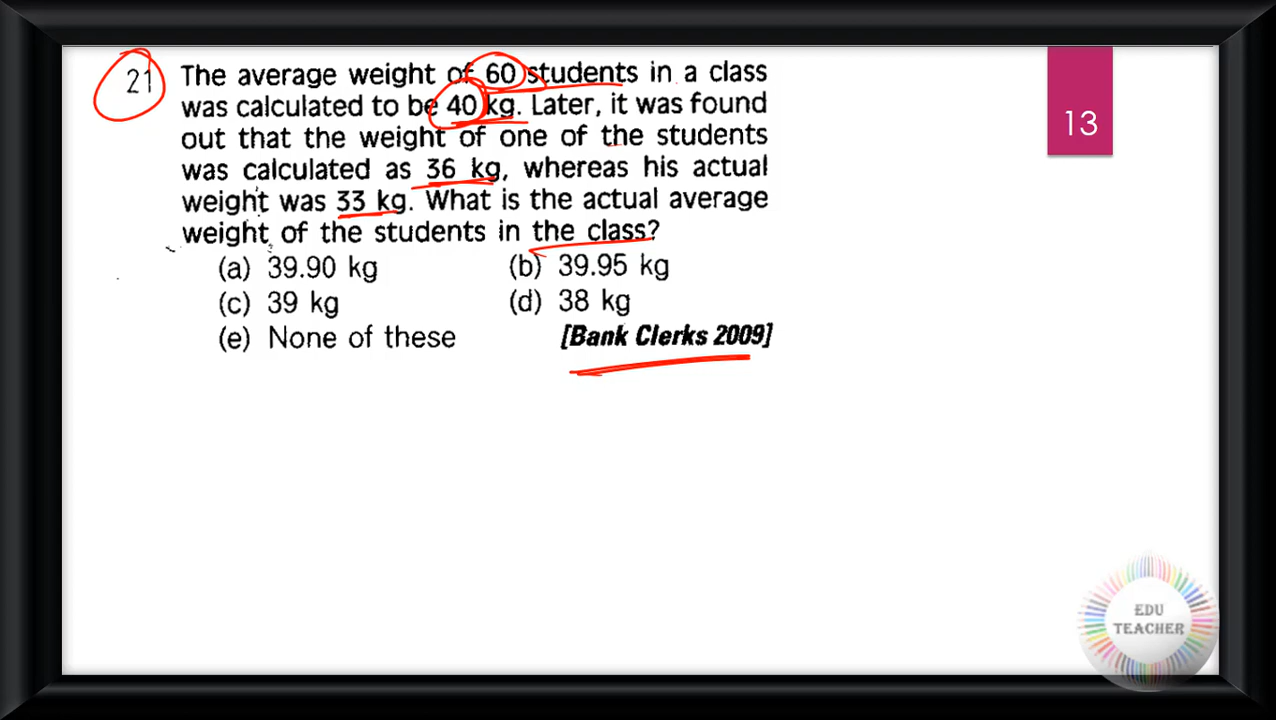 21 The average weight of 60 students in a class
was calculated to be 40 kg. Later, it was found
out that the weight of one of the students
was calculated as 36 kg, whereas his actual
weight was 33 kg. What is the actual average
weight of the students in the class?
(a) 39.90 kg (b) 39.95 kg
(c) 39 kg (d) 38 kg
(e) None of these [Bank Clerks 2009]
13
EDU
TEACHER